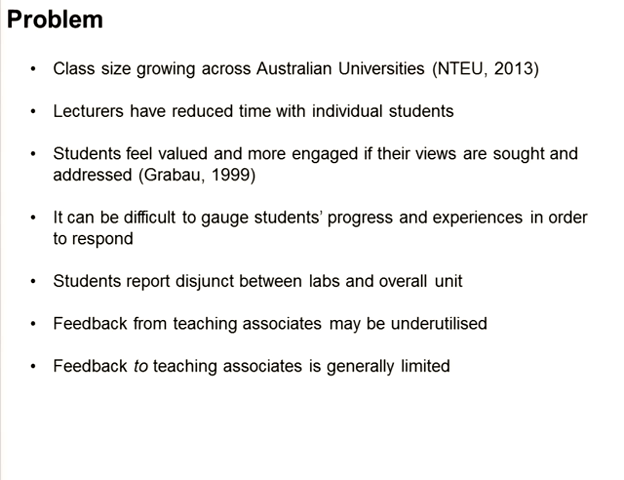 Problem
• Class size growing across Australian Universities (NTEU, 2013)
• Lecturers have reduced time with individual students
• Students feel valued and more engaged if their views are sought and
addressed (Grabau, 1999)
• It can be difficult to gauge students’ progress and experiences in order
to respond
• Students report disjunct between labs and overall unit
• Feedback from teaching associates may be underutilised
• Feedback to teaching associates is generally limited